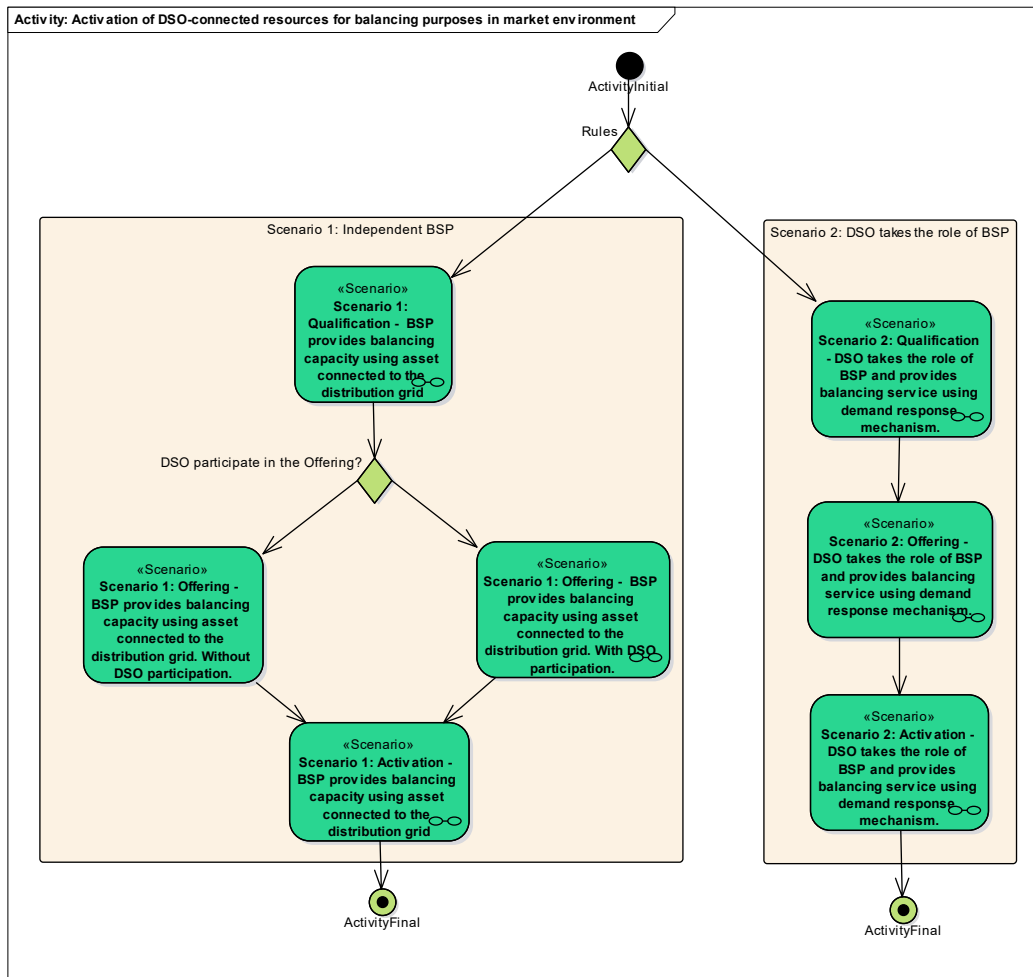 Activity: Activation of DSO-connected resources for balancing purposes in market environment
ActivityInitial
Rules
Scenario 1: Independent BSP
«Scenario»
Scenario 1:
Qualification - BSP
provides balancing
capacity using asset
connected to the
distribution grid
DSO participate in the Offering?
«Scenario»
Scenario 1: Offering -
BSP provides balancing
capacity using asset
connected to the
distribution grid. Without
DSO participation.
«Scenario»
Scenario 1: Offering - BSP
provides balancing
capacity using asset
connected to the
distribution grid. With DSO
participation.
«Scenario»
Scenario 1: Activation -
BSP provides balancing
capacity using asset
connected to the
distribution grid
ActivityFinal
Scenario 2: DSO takes the role of BSP
«Scenario»
Scenario 2: Qualification
- DSO takes the role of
BSP and provides
balancing service using
demand response
mechanism.
«Scenario»
Scenario 2: Offering -
DSO takes the role of BSP
and provides balancing
service using demand
response mechanism.
«Scenario»
Scenario 2: Activation -
DSO takes the role of
BSP and provides
balancing service using
demand response
mechanism.
ActivityFinal